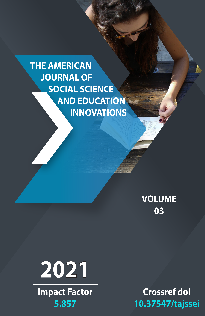 THE AMERICAN
JOURNAL OF
SOCIAL SCIENCE
AND EDUCATION
INNOVATIONS
VOLUME
03
2021
Impact Factor
5.857
Crossref doi
10.37547/tajssei